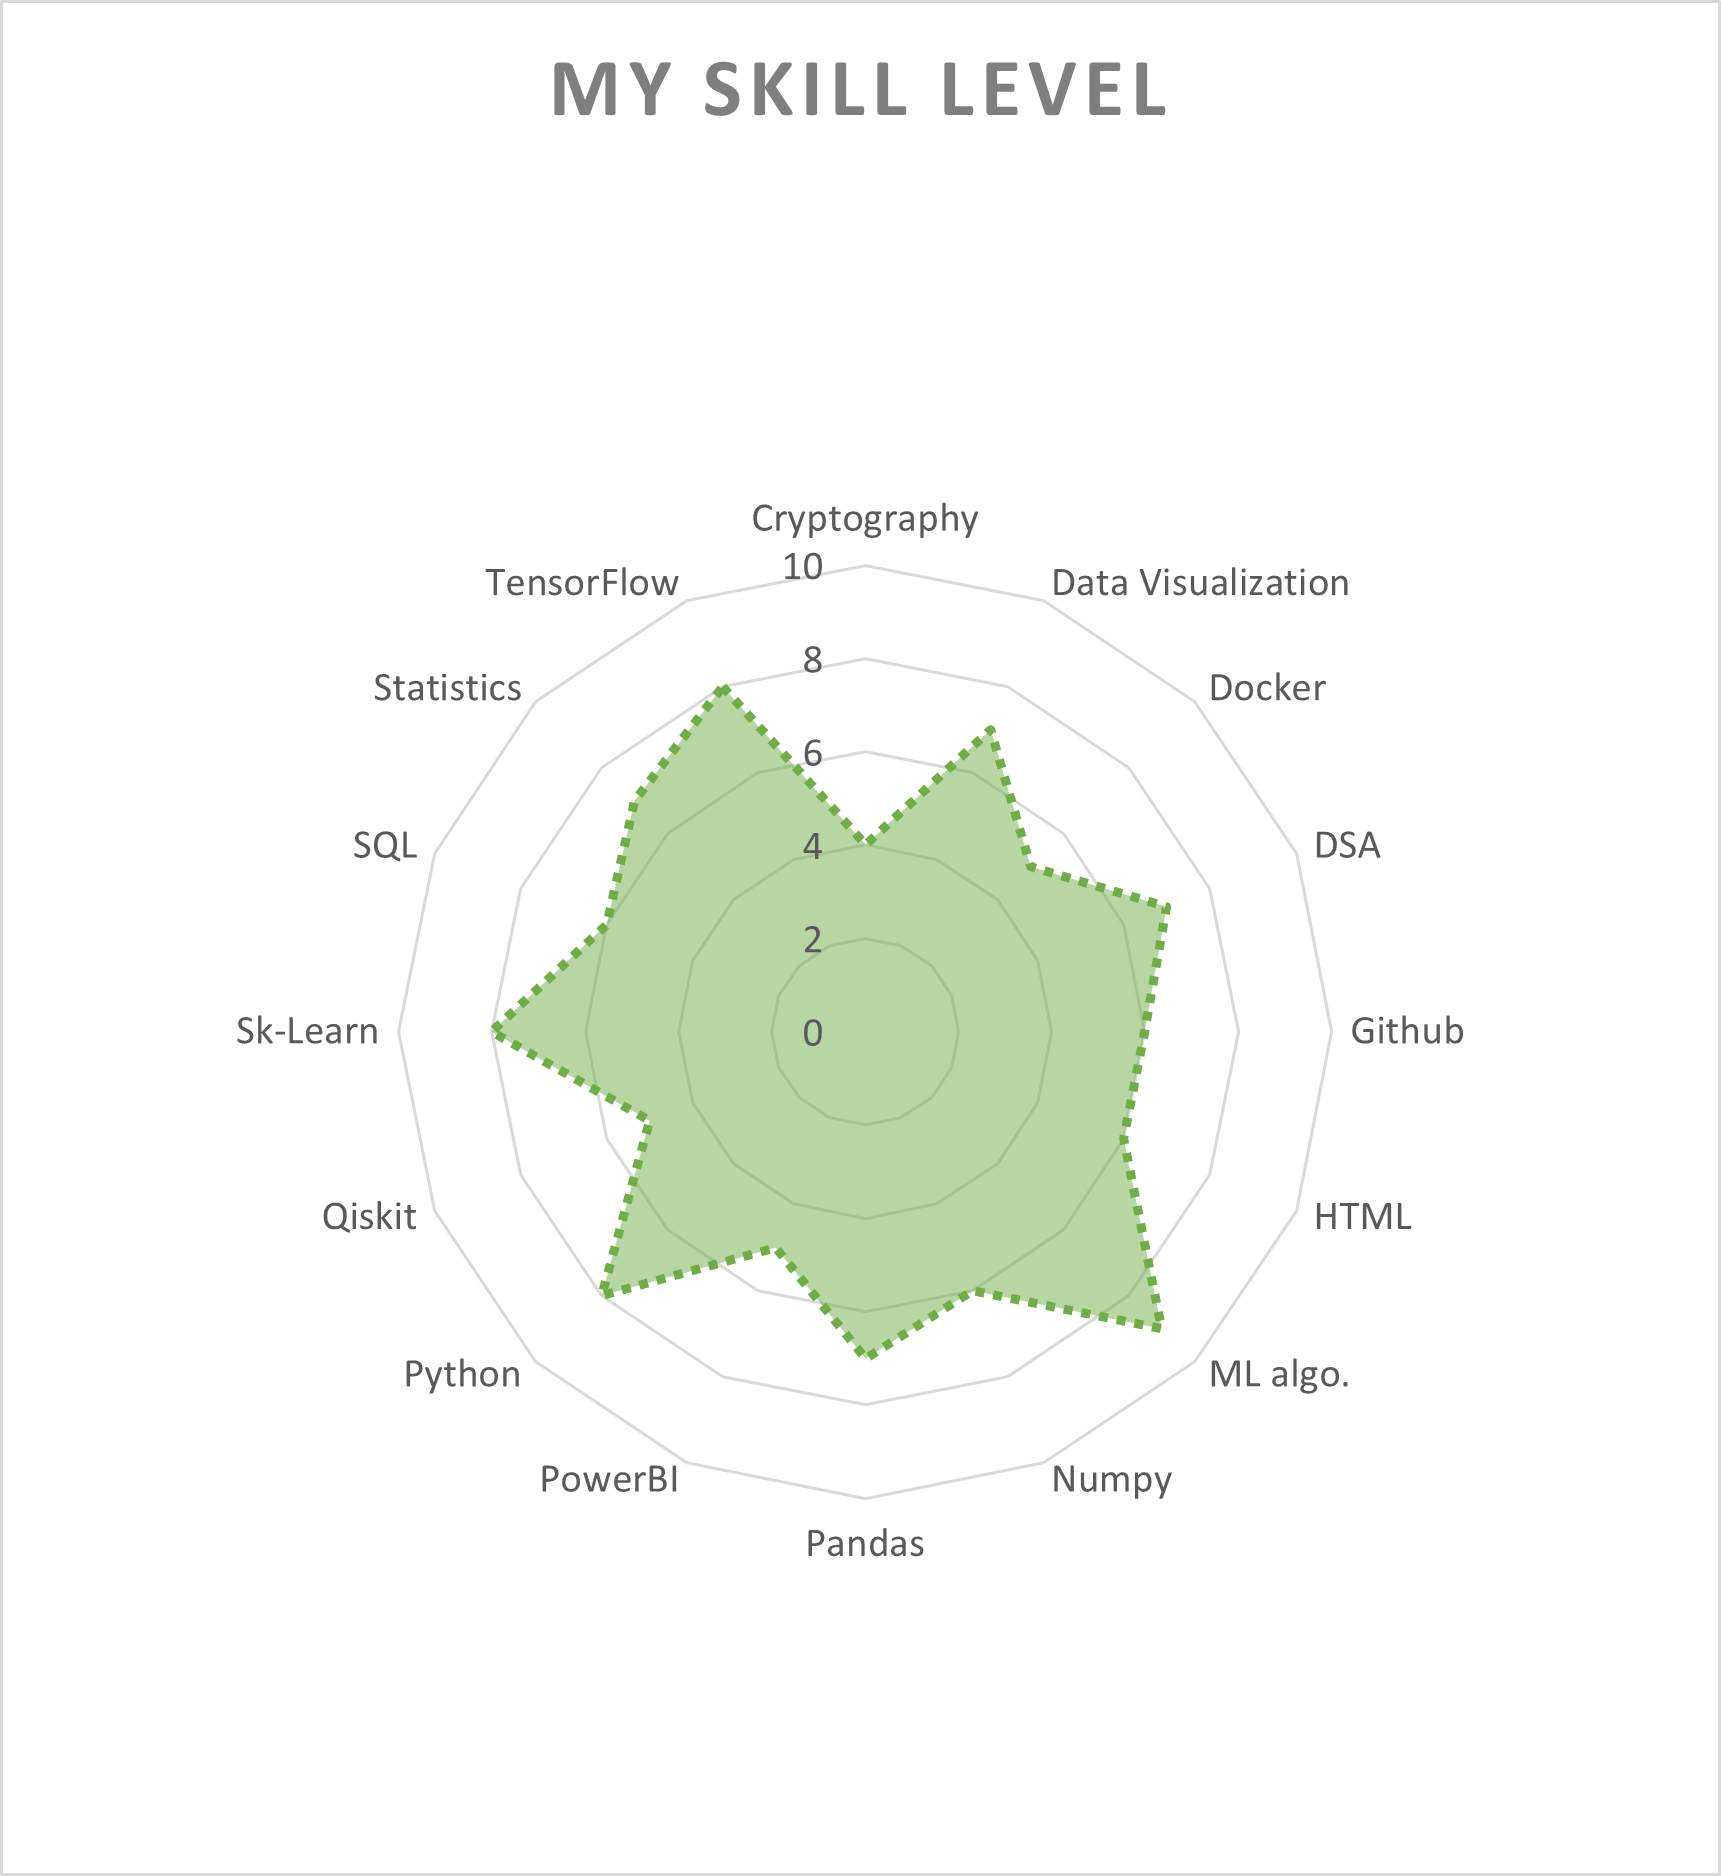 MY SKILL LEVEL
Cryptography
Data Visualization
Docker
DSA
Github
HTML
ML algo.
Numpy
Pandas
PowerBI
Python
Qiskit
Sk-Learn
SQL
Statistics
TensorFlow
10
8
6
4
2
0